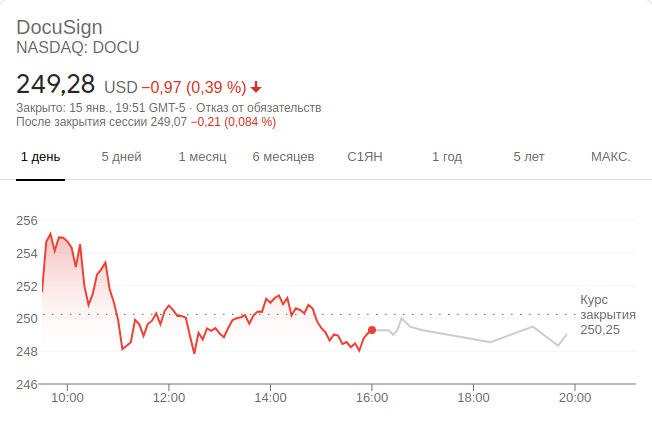 DocuSign
NASDAQ: DOCU
249,28 USD −0,97 (0,39 %)
Закрыто: 15 янв., 19:51 GMT-5 · Отказ от обязательств
После закрытия сессии 249,07 −0,21 (0,084 %)
1 день 5 дней 1 месяц 6 месяцев С1ЯН 1 год 5 лет МАКС.
256
254
252
250
248
246
Курс
закрытия
250,25
10:00 12:00 14:00 16:00 18:00 20:00